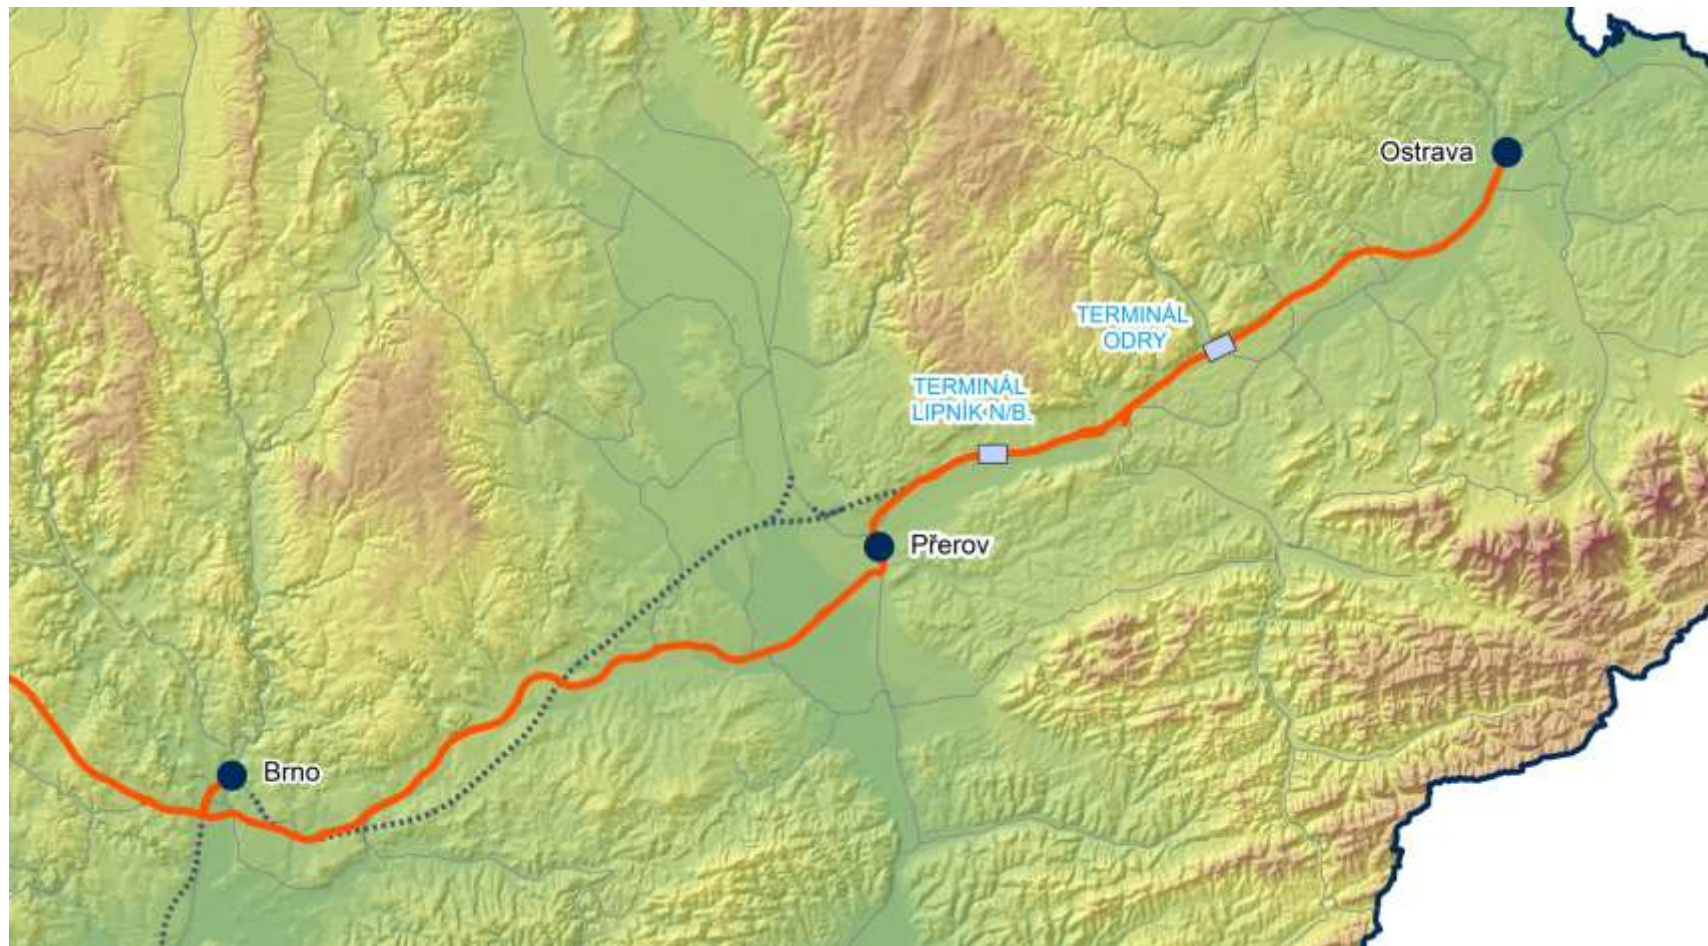 Ostrava
TERMINÁL
ODRY
TERMINÁL
LIPNÍK N/B.
Přerov
Brno